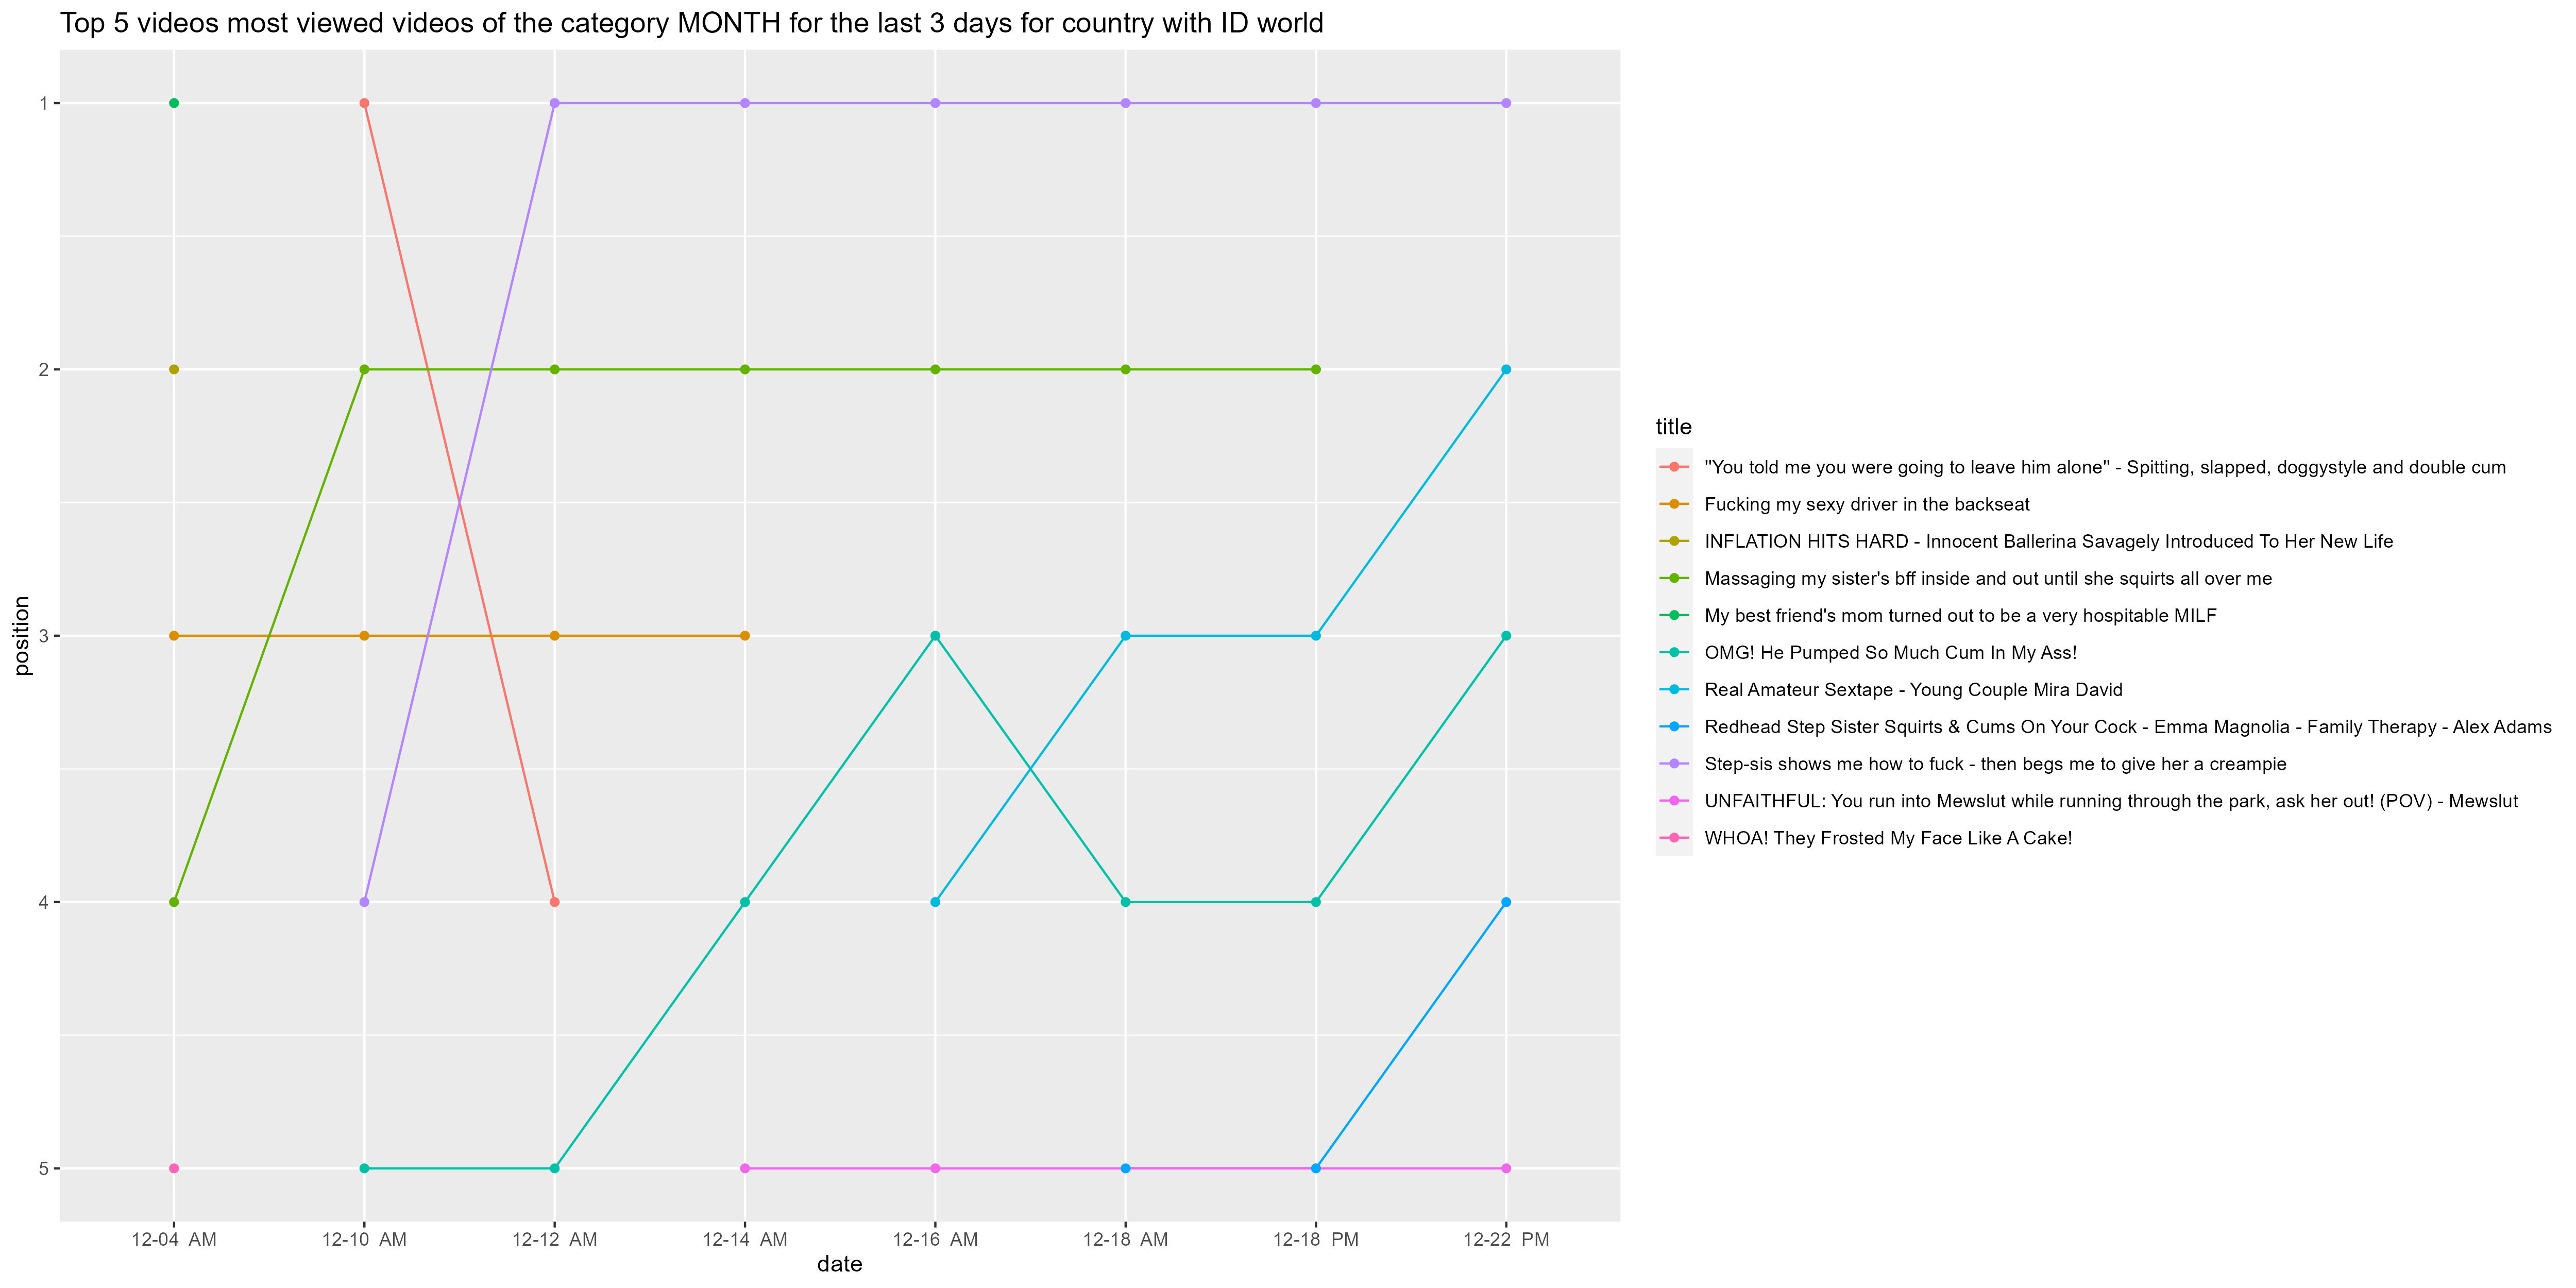 Top 5 videos most viewed videos of the category MONTH for the last 3 days for country with ID world
position
1
2
3
4
5
12-04 AM
12-10 AM
12-12 AM
12-14 AM
12-16 AM
12-18 AM
12-18 PM
12-22 PM
date
title
"You told me you were going to leave him alone" - Spitting, slapped, doggystyle and double cum
Fucking my sexy driver in the backseat
INFLATION HITS HARD - Innocent Ballerina Savagely Introduced To Her New Life
Massaging my sister's bff inside and out until she squirts all over me
My best friend's mom turned out to be a very hospitable MILF
OMG! He Pumped So Much Cum In My Ass!
Real Amateur Sextape - Young Couple Mira David
Redhead Step Sister Squirts & Cums On Your Cock - Emma Magnolia - Family Therapy - Alex Adams
Step-sis shows me how to fuck - then begs me to give her a creampie
UNFAITHFUL: You run into Mewslut while running through the park, ask her out! (POV) - Mewslut
WHOA! They Frosted My Face Like A Cake!